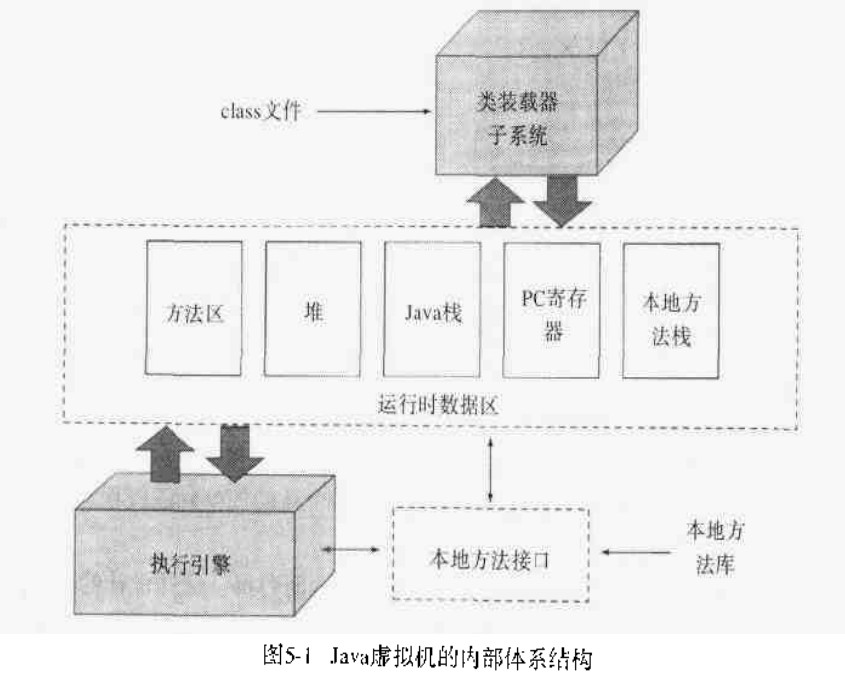 class文件
类装载器
子系统
方法区
堆
Java栈
PC寄存
器
本地方
法栈
运行时数据区
执行引擎
本地方法接口
本地方
法库
图5-1 Java虚拟机的内部体系结构